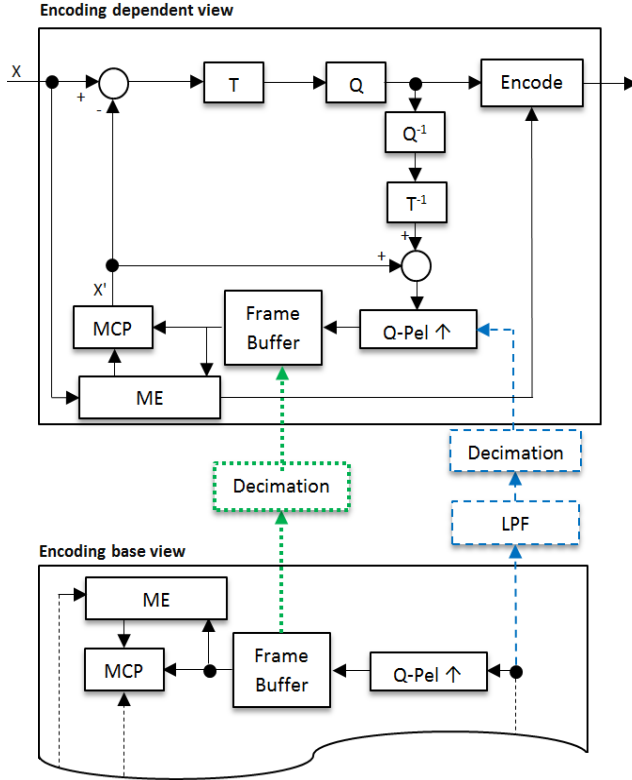 Encoding dependent view
X
+
-
T
Q
Encode
Q-1
T-1
+
+
X'
MCP
Frame
Buffer
Q-Pel ↑
ME
Decimation
Decimation
LPF
Encoding base view
ME
MCP
Frame
Buffer
Q-Pel ↑